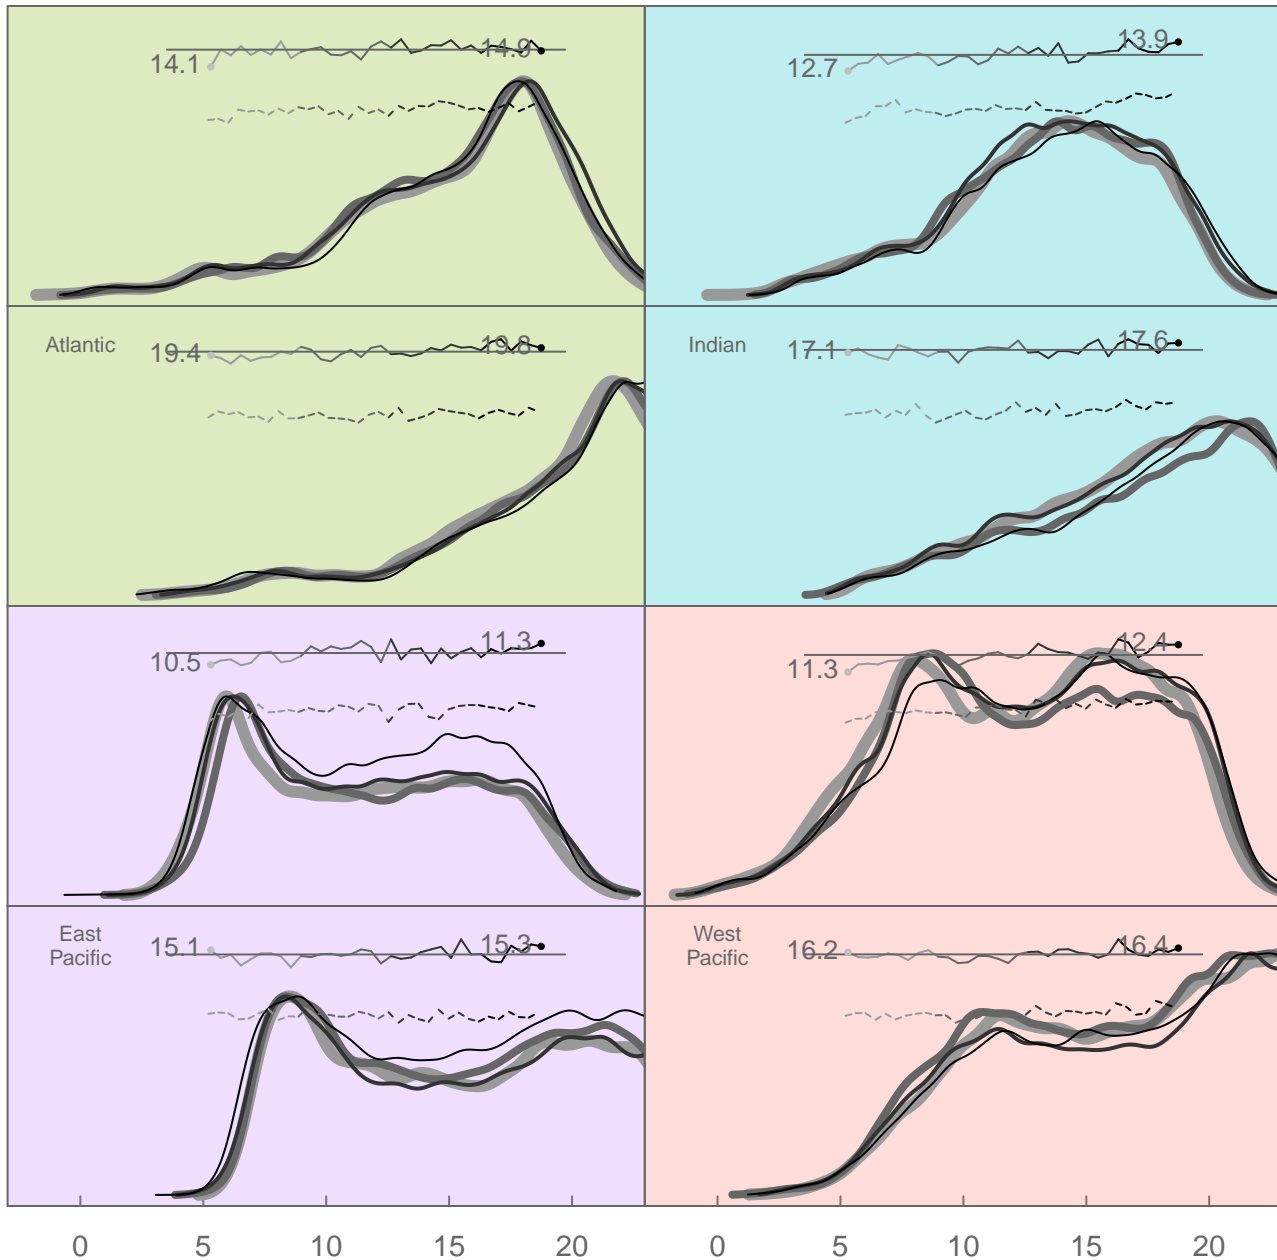 14.1 14.9
12.7 13.9
Atlantic 19.4 19.8
Indian 17.1 17.6
10.5 11.3
11.3 12.4
East
Pacific
15.1 15.3
West
Pacific
16.2 16.4
0 5 10 15 20
0 5 10 15 20